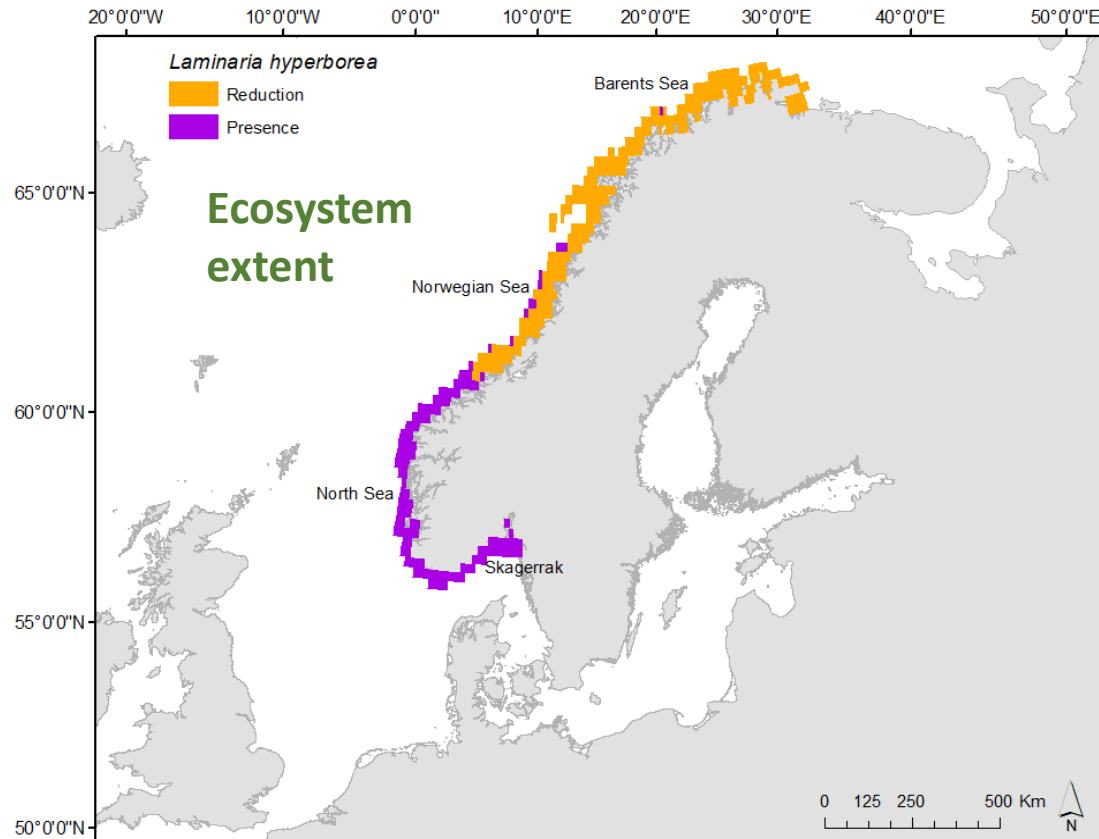 20°0'0"W 10°0'0"W 0°0'0" 10°0'0"E 20°0'0"E 30°0'0"E 40°0'0"E 50°0'0"E
Laminaria hyperborea
Reduction
Presence
Barents Sea
65°0'0"N
Ecosystem
extent
Norwegian Sea
60°0'0"N
North Sea
Skagerrak
55°0'0"N
0 125 250 500 Km
N
50°0'0"N